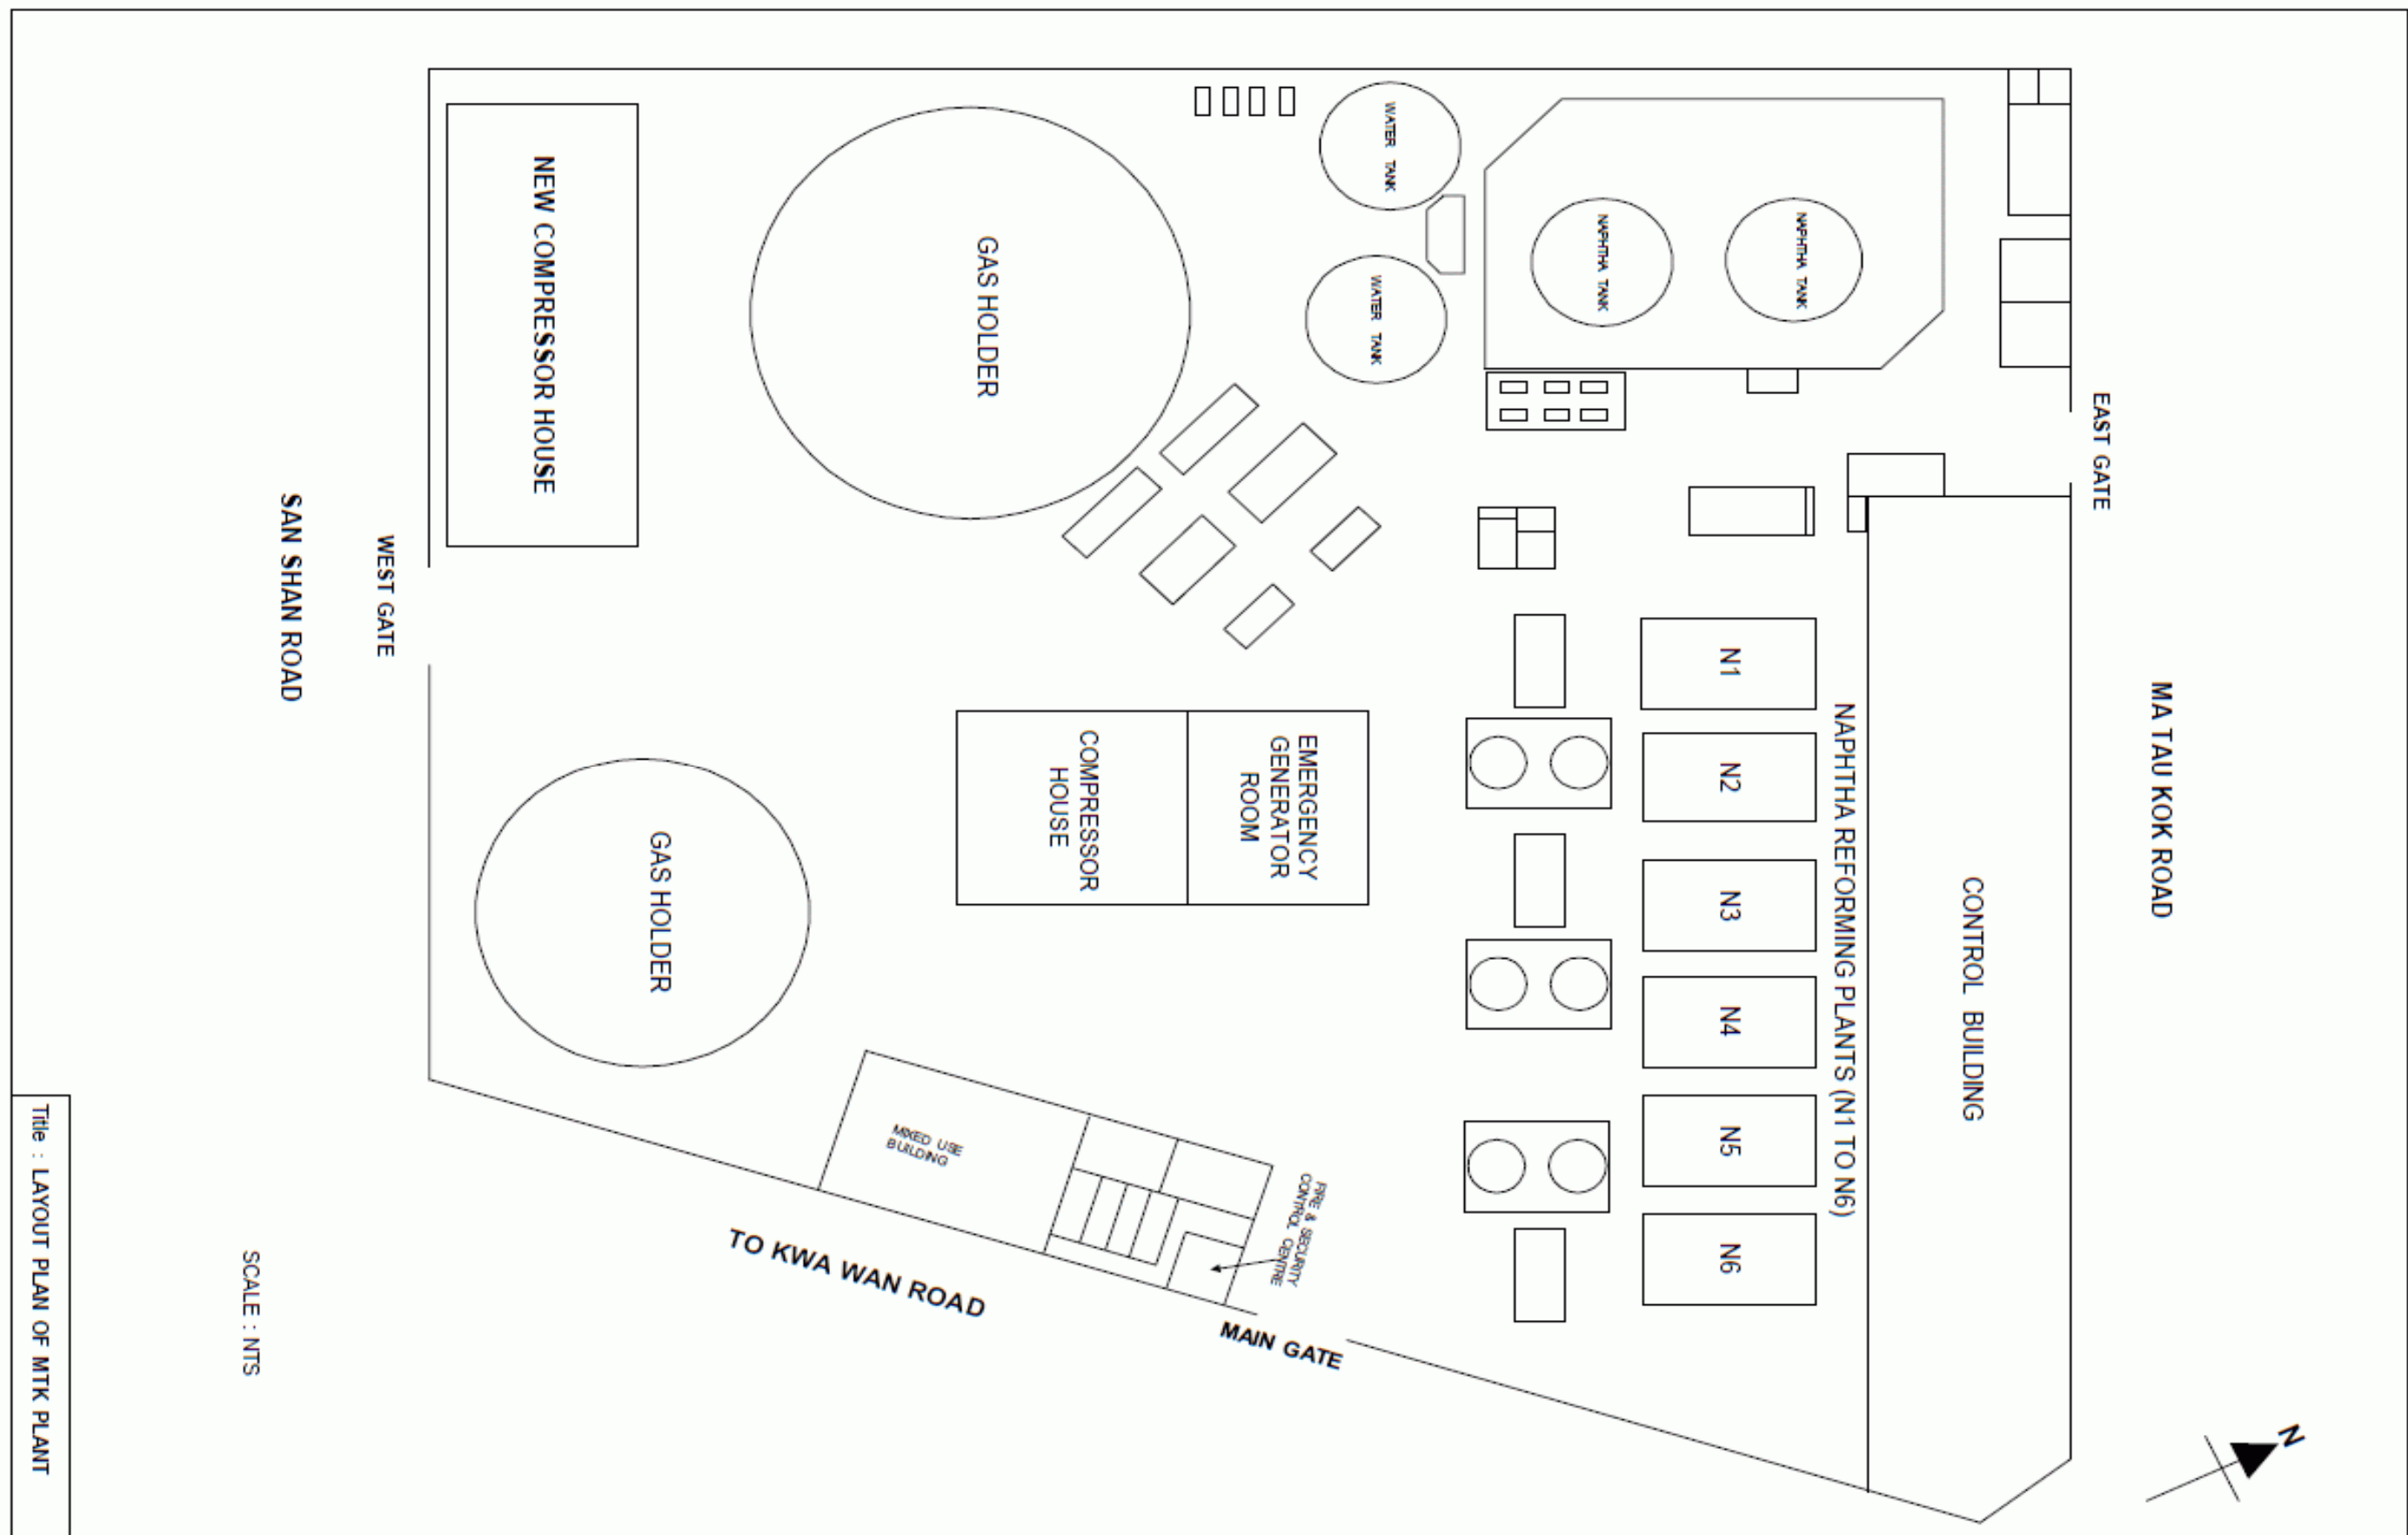 NEW COMPRESSOR HOUSE
GAS HOLDER
WATER TANK
WATER TANK
NAPHTHA TANK
NAPHTHA TANK
EAST GATE
SAN SHAN ROAD
WEST GATE
MA TAU KOK ROAD
N1
N2
N3
N4
N5
N6
NAPHTHA REFORMING PLANTS (N1 TO N6)
CONTROL BUILDING
EMERGENCY
GENERATOR
ROOM
COMPRESSOR
HOUSE
GAS HOLDER
MIXED USE
BUILDING
FIRE & SECURITY
CONTROL CENTRE
TO KWA WAN ROAD
MAIN GATE
SCALE : NTS
Title : LAYOUT PLAN OF MTK PLANT
N